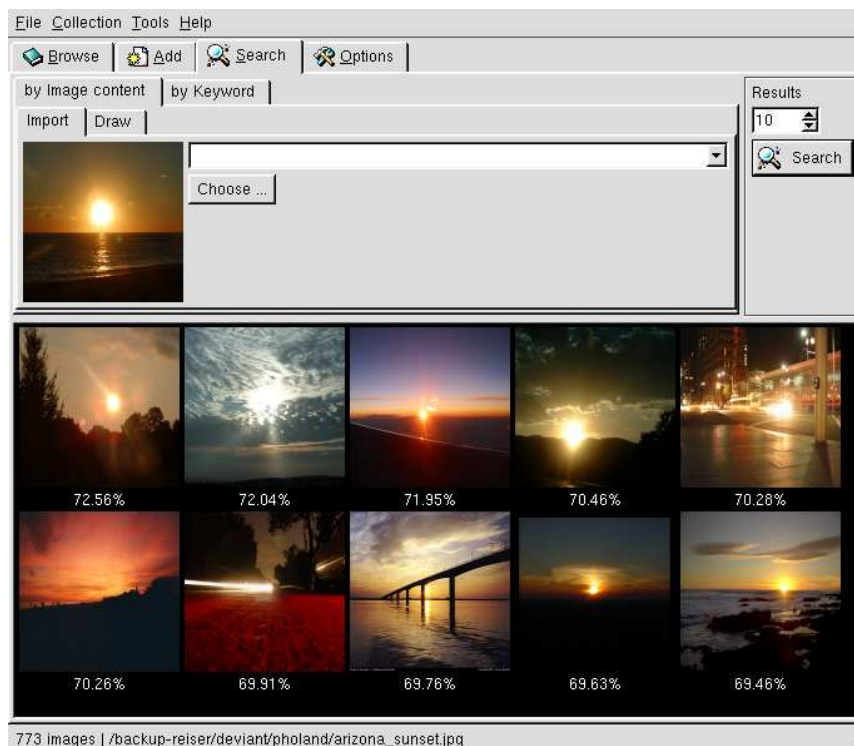 File Collection Tools Help
Browse Add Search Options
by Image content by Keyword
Results
Import Draw
10
Search
Choose ...
72.56% 72.04% 71.95% 70.46% 70.28%
70.26% 69.91% 69.76% 69.63% 69.46%
773 images | /backup-reiser/deviant/pholand/arizona_sunset.jpg